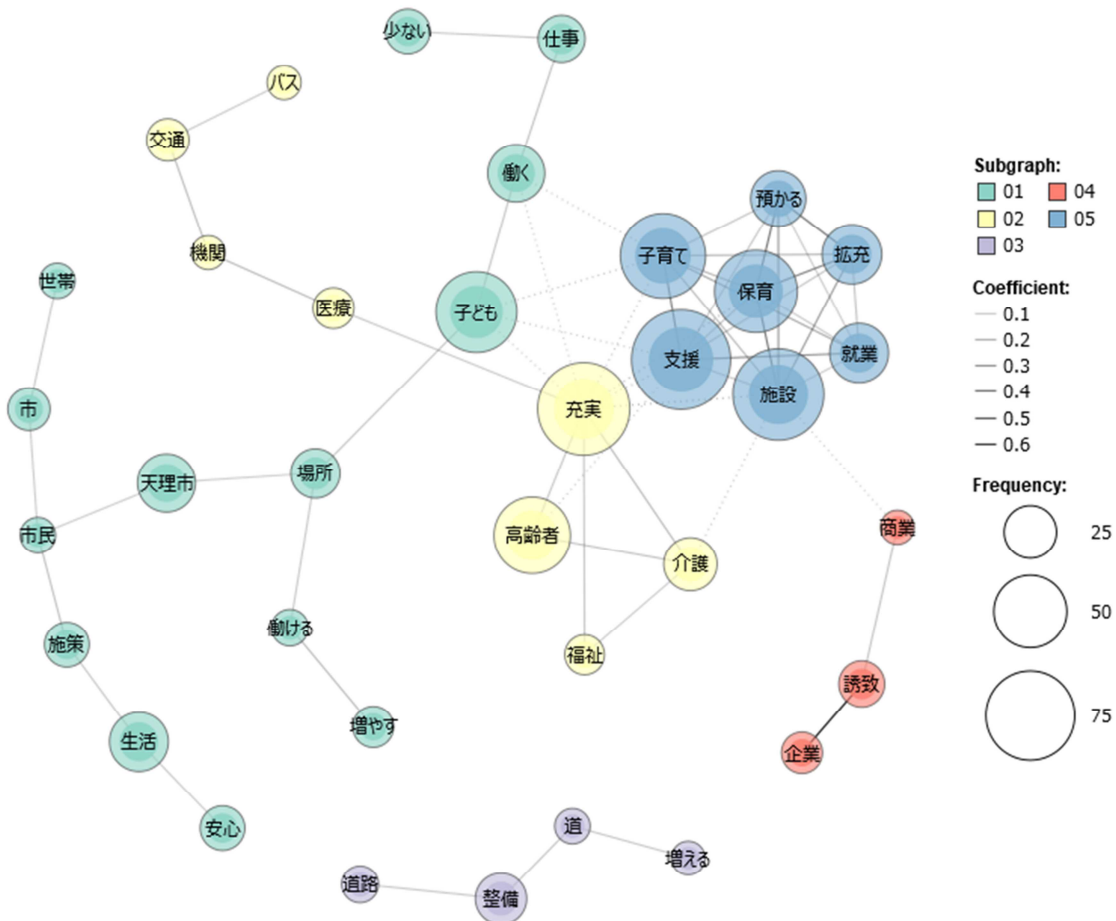 少ない
仕事
バス
交通
働く
機関
預かる
子育て
拡充
保育
世帯
医療
子ども
支援
就業
施設
市
充実
天理市
場所
市民
高齢者
介護
商業
働ける
施策
福祉
誘致
増やす
生活
企業
安心
道
増える
道路
整備
Subgraph:
01 04
02 05
03
Coefficient:
0.1
0.2
0.3
0.4
0.5
0.6
Frequency:
25
50
75